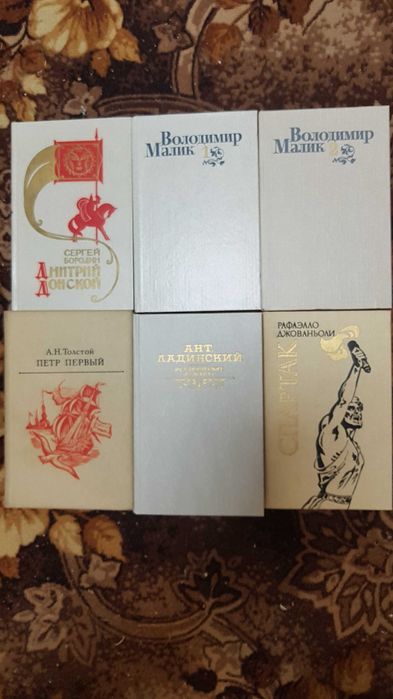 СЕРГЕЙ
БОРОДИН
ДМИТРИЙ
ДОНСКОЙ
Володимир
Малик 1
Володимир
Малик 2
А.Н.Толстой
ПЕТР ПЕРВЫЙ
АНТ
ЛАДИНСКИЙ
РАФАЭЛЛО
ДЖОВАНЬОЛИ
СПАРТАК